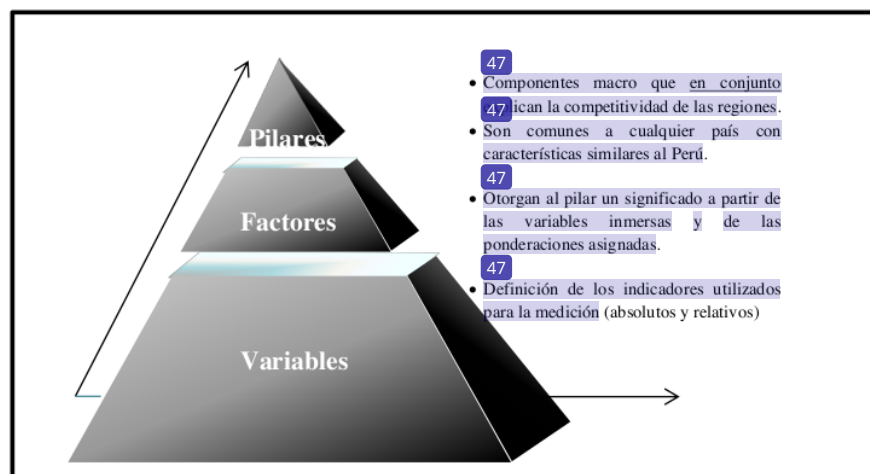 47
Componentes macro que en conjunto
explican la competitividad de las regiones.
47
Son comunes a cualquier país con
características similares al Perú.
Pilares
47
Otorgan al pilar un significado a partir de
las variables inmersas y de las
ponderaciones asignadas.
Factores
47
Definición de los indicadores utilizados
para la medición (absolutos y relativos)
Variables